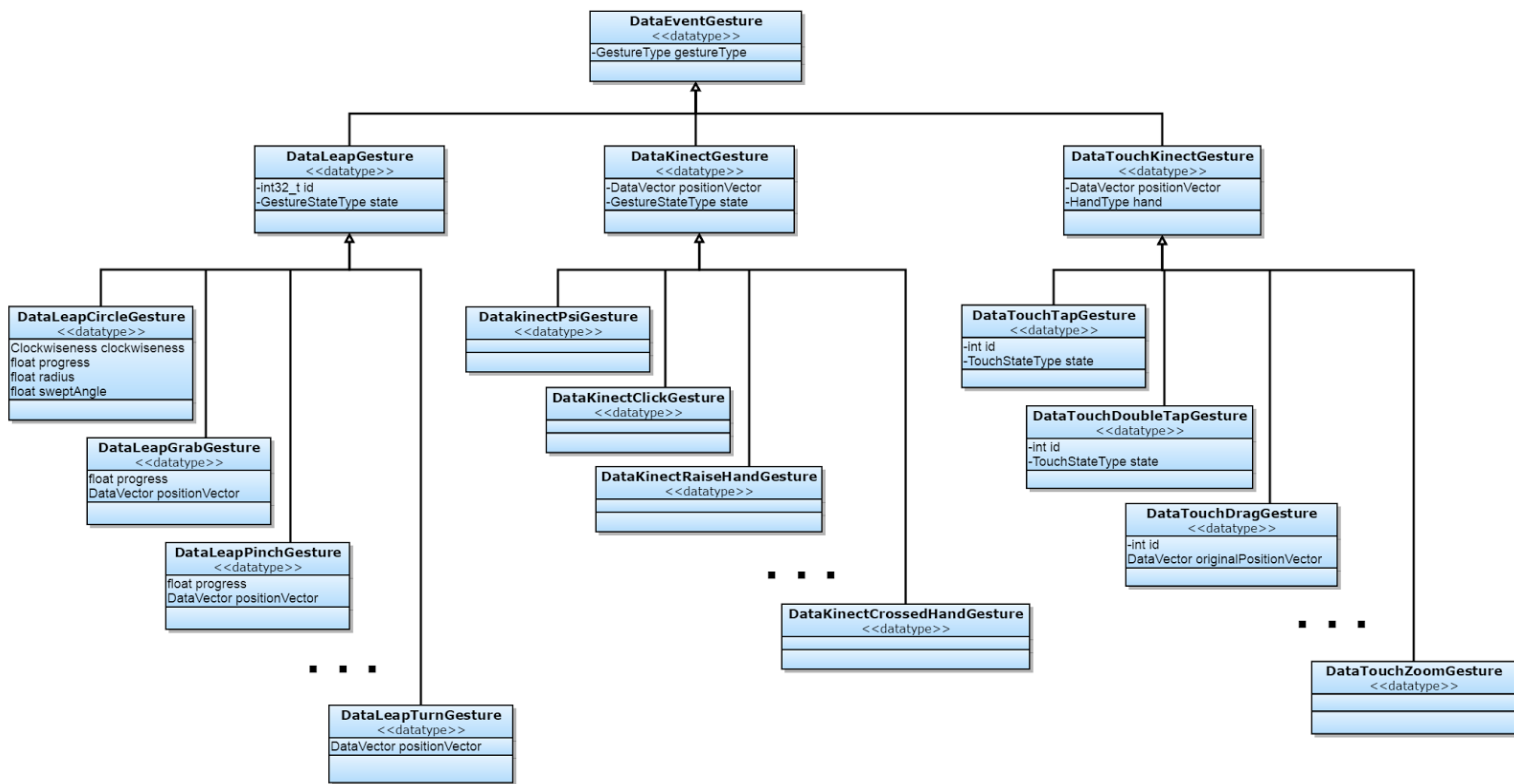 DataEventGesture
<<datatype>>
-GestureType gestureType
DataLeapGesture
<<datatype>>
-int32_t id
-GestureStateType state
DataKinectGesture
<<datatype>>
-DataVector positionVector
-GestureStateType state
DataTouchKinectGesture
<<datatype>>
-DataVector positionVector
-HandType hand
DataLeapCircleGesture
<<datatype>>
Clockwiseness clockwiseness
float progress
float radius
float sweptAngle
DataLeapGrabGesture
<<datatype>>
float progress
DataVector positionVector
DataLeapPinchGesture
<<datatype>>
float progress
DataVector positionVector
. . .
DataLeapTurnGesture
<<datatype>>
DataVector positionVector
DatakinectPsiGesture
<<datatype>>
DataKinectClickGesture
<<datatype>>
DataKinectRaiseHandGesture
<<datatype>>
. . .
DataKinectCrossedHandGesture
<<datatype>>
DataTouchTapGesture
<<datatype>>
-int id
-TouchStateType state
DataTouchDoubleTapGesture
<<datatype>>
-int id
-TouchStateType state
DataTouchDragGesture
<<datatype>>
-int id
DataVector originalPositionVector
. . .
DataTouchZoomGesture
<<datatype>>